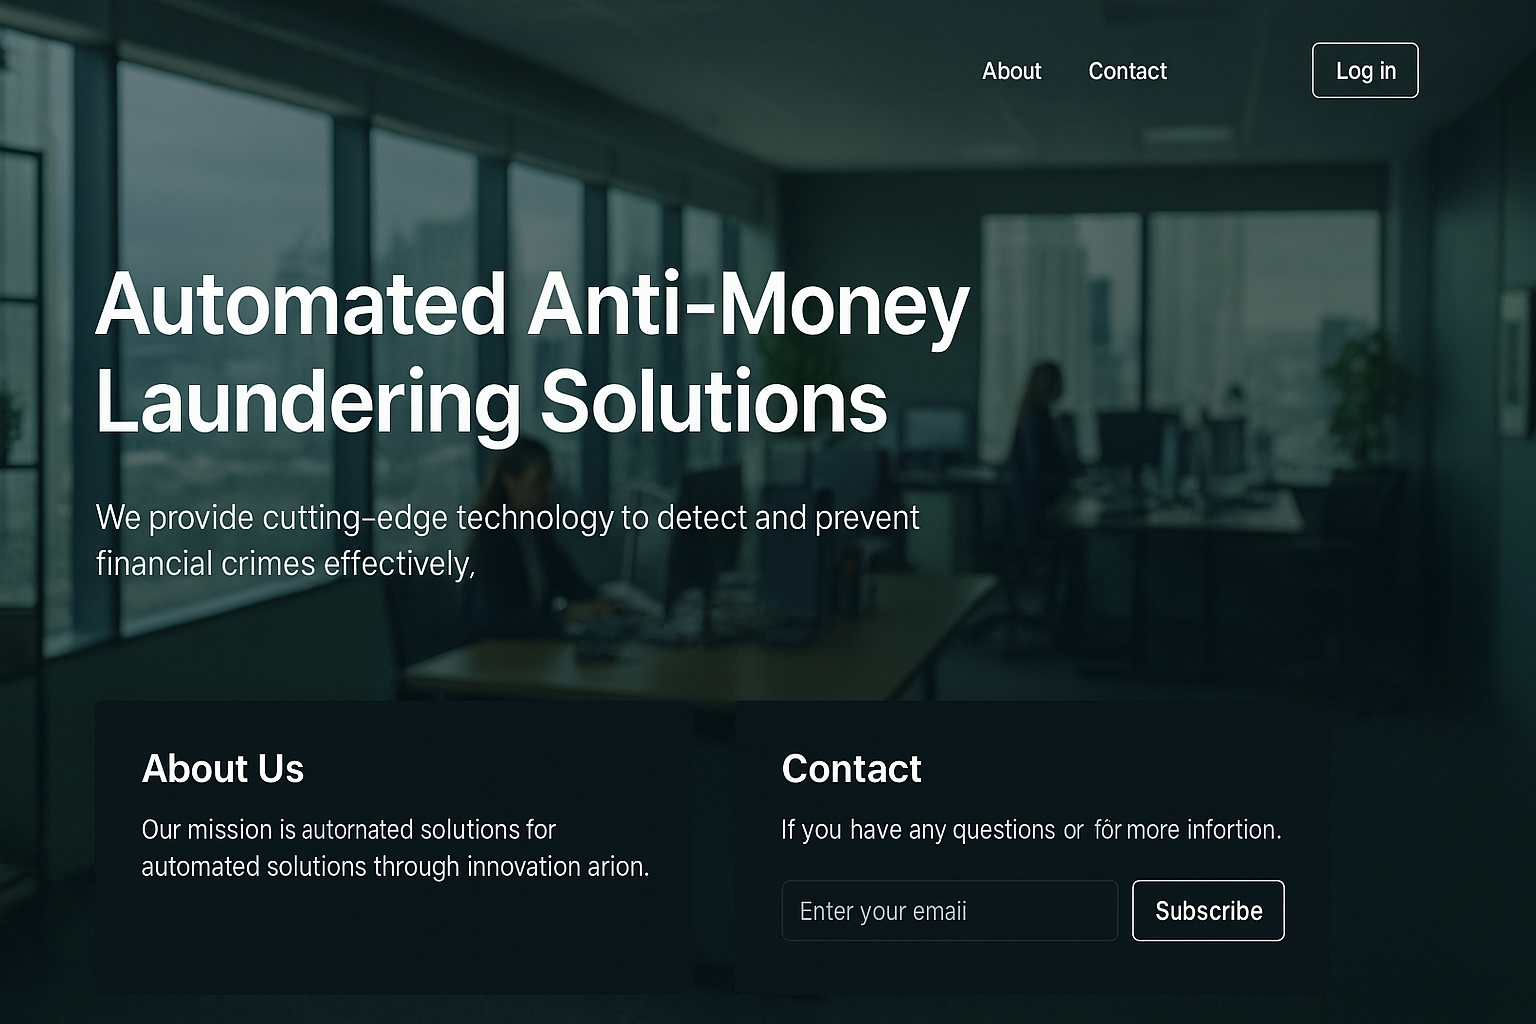 About
Contact
Log in
Automated Anti-Money
Laundering Solutions
We provide cutting-edge technology to detect and prevent
financial crimes effectively,
About Us
Our mission is autornated solutions for
automated solutions through innovation arion.
Contact
If you have any questions or fôr more infortion.
Enter your emaii
Subscribe